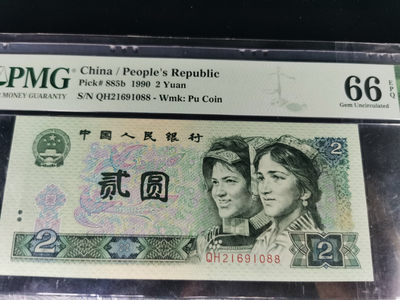 PMG
MONEY GUARANTY
China / People's Republic
Pick# 885b 1990 2 Yuan
S/N QH21691088 - Wmk: Pu Coin
66 EPQ
Gem Uncirculated
中国人民银行
2
贰圆
QH21691088
2
2